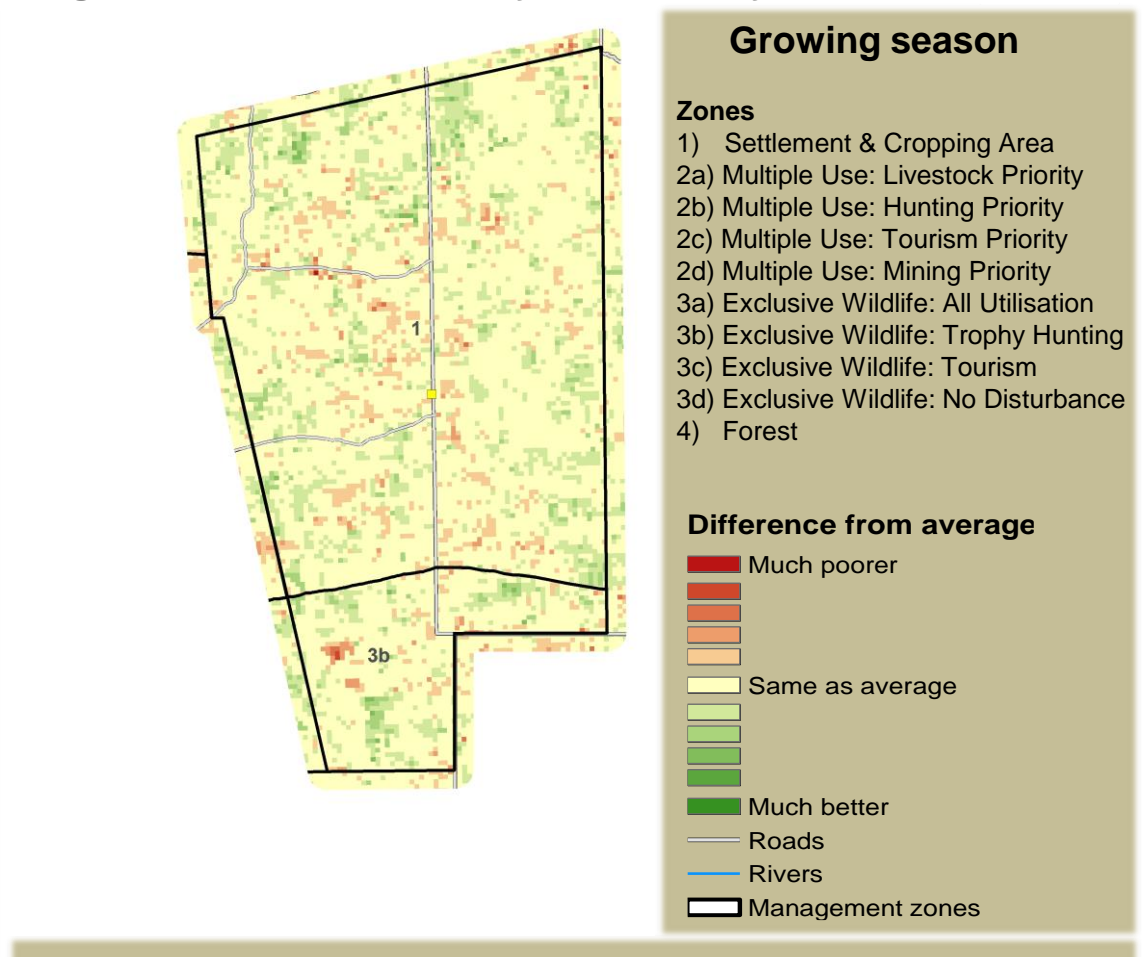 Growing season
Zones
1) Settlement & Cropping Area
2a) Multiple Use: Livestock Priority
2b) Multiple Use: Hunting Priority
2c) Multiple Use: Tourism Priority
2d) Multiple Use: Mining Priority
3a) Exclusive Wildlife: All Utilisation
3b) Exclusive Wildlife: Trophy Hunting
3c) Exclusive Wildlife: Tourism
3d) Exclusive Wildlife: No Disturbance
4) Forest
1
3b
Difference from average
Much poorer
Same as average
Much better
Roads
Rivers
Management zones